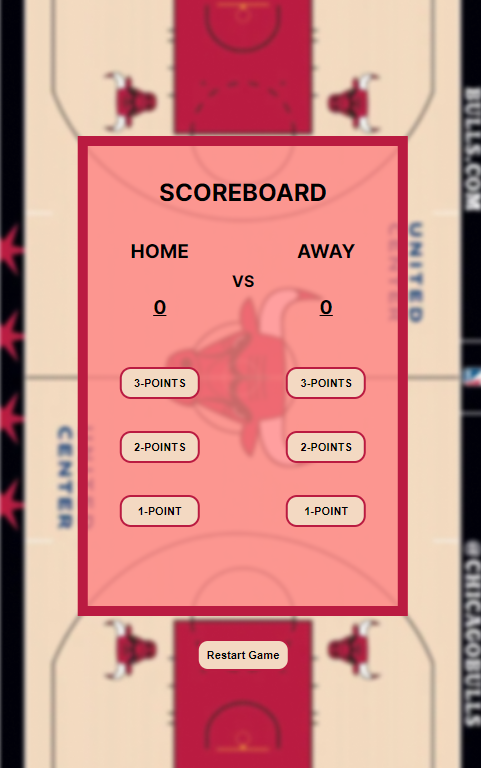 BULLS.COM
SCOREBOARD
HOME
AWAY
VS
0
0
UNITED
CENTER
3-POINTS
3-POINTS
2-POINTS
2-POINTS
UNITED
CENTER
1-POINT
1-POINT
@CHICAGOBULLS
Restart Game